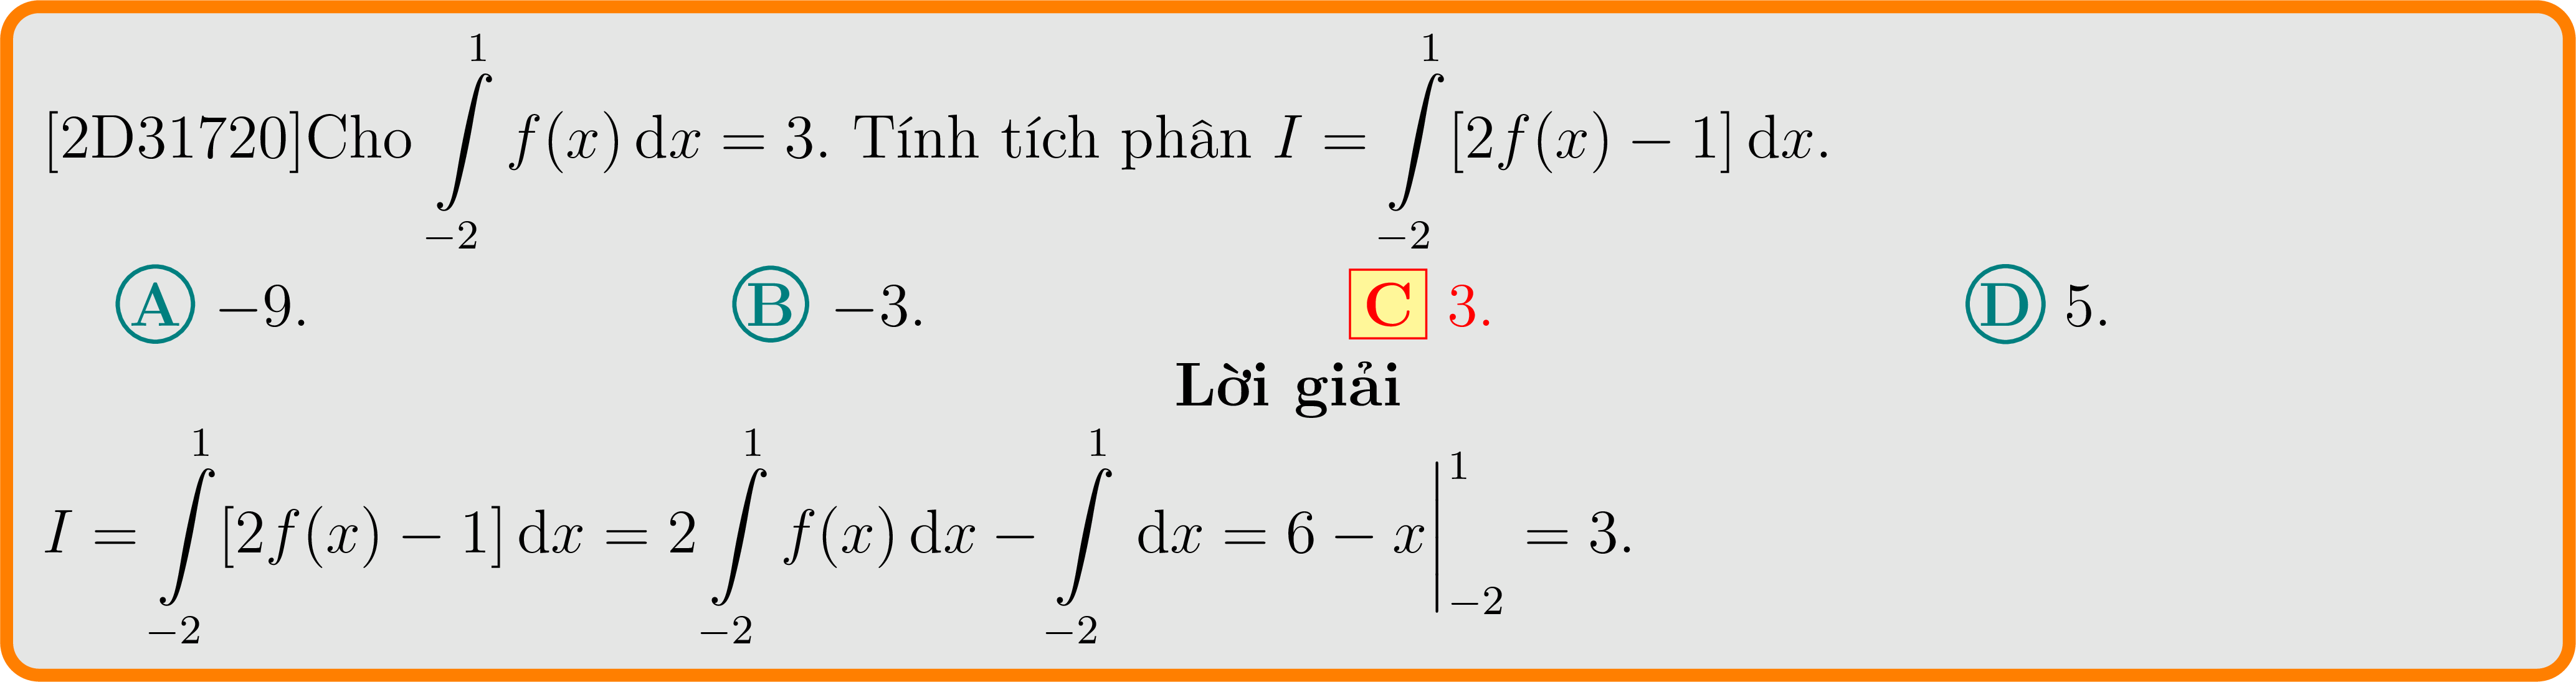 [2D31720]Cho $\int\limits_{-2}^{1} f(x)\,\mathrm{d}x = 3$. Tính tích phân $I = \int\limits_{-2}^{1} [2f(x) - 1]\,\mathrm{d}x$.
A −9. B −3. C 3. D 5.
Lời giải
$I = \int\limits_{-2}^{1} [2f(x) - 1]\,\mathrm{d}x = 2\int\limits_{-2}^{1} f(x)\,\mathrm{d}x - \int\limits_{-2}^{1} \mathrm{d}x = 6 - x\Big|_{-2}^{1} = 3.$